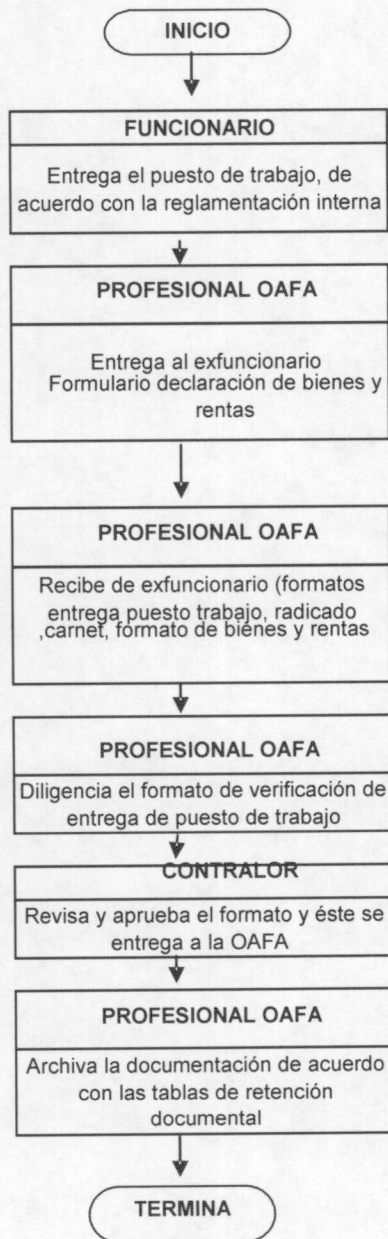 INICIO
FUNCIONARIO
Entrega el puesto de trabajo, de
acuerdo con la reglamentación interna
PROFESIONAL OAFA
Entrega al exfuncionario
Formulario declaración de bienes y
rentas
PROFESIONAL OAFA
Recibe de exfuncionario (formatos
entrega puesto trabajo, radicado
,carnet, formato de bienes y rentas
PROFESIONAL OAFA
Diligencia el formato de verificación de
entrega de puesto de trabajo
CONTRALOR
Revisa y aprueba el formato y éste se
entrega a la OAFA
PROFESIONAL OAFA
Archiva la documentación de acuerdo
con las tablas de retención
documental
TERMINA